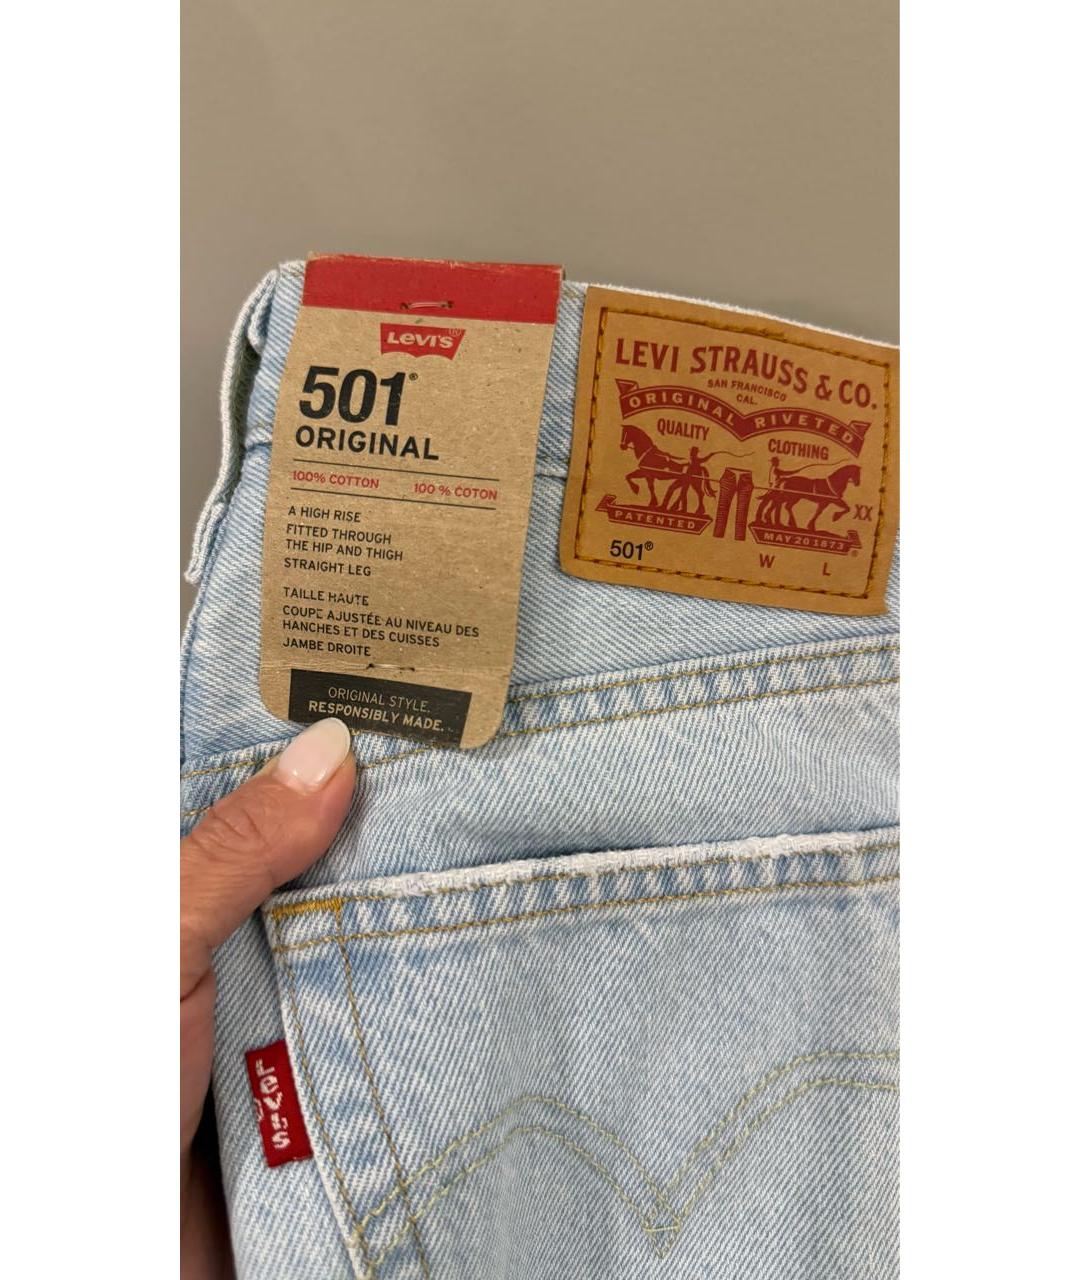 Levi's
501®
ORIGINAL
100% COTTON 100 % COTON
A HIGH RISE
FITTED THROUGH
THE HIP AND THIGH
STRAIGHT LEG
TAILLE HAUTE
COUPE AJUSTÉE AU NIVEAU DES
HANCHES ET DES CUISSES
JAMBE DROITE
ORIGINAL STYLE.
RESPONSIBLY MADE.
LEVI STRAUSS & CO.
SAN FRANCISCO
CAL.
ORIGINAL RIVETED
QUALITY CLOTHING
XX
PATENTED MAY 20 1873
501® W L
Levi's